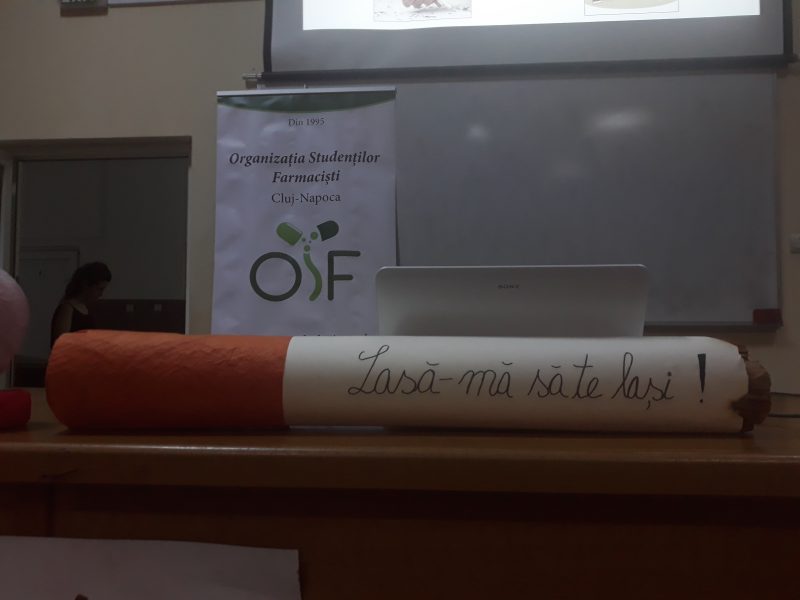 Din 1995
Organizația Studenților
Farmaciști
Cluj-Napoca
OSF
SONY
Lasă-mă să te lași !